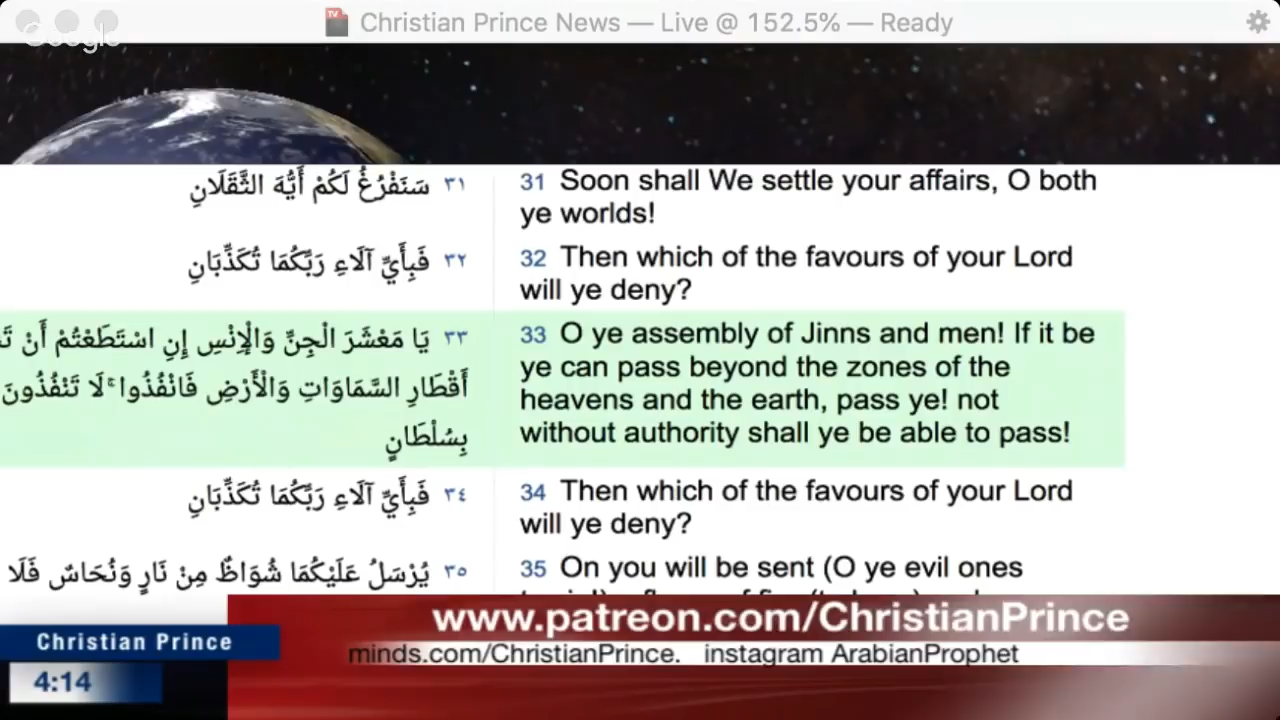 Christian Prince News — Live @ 152.5% — Ready
Google
٣١ سَنَفْرُغُ لَكُمْ أَيُّهَ الثَّقَلَانِ
31 Soon shall We settle your affairs, O both
ye worlds!
٣٢ فَبِأَيِّ آلَاءِ رَبِّكُمَا تُكَذِّبَانِ
32 Then which of the favours of your Lord
will ye deny?
٣٣ يَا مَعْشَرَ الْجِنِّ وَالْإِنْسِ إِنِ اسْتَطَعْتُمْ أَنْ
أَقْطَارِ السَّمَاوَاتِ وَالْأَرْضِ فَانْفُذُوا ۚ لَا تَنْفُذُونَ
بِسُلْطَانٍ
33 O ye assembly of Jinns and men! If it be
ye can pass beyond the zones of the
heavens and the earth, pass ye! not
without authority shall ye be able to pass!
٣٤ فَبِأَيِّ آلَاءِ رَبِّكُمَا تُكَذِّبَانِ
34 Then which of the favours of your Lord
will ye deny?
٣٥ يُرْسَلُ عَلَيْكُمَا شُوَاظٌ مِنْ نَارٍ وَنُحَاسٌ فَلَا
35 On you will be sent (O ye evil ones
www.patreon.com/ChristianPrince
Christian Prince
minds.com/ChristianPrince. instagram ArabianProphet
4:14